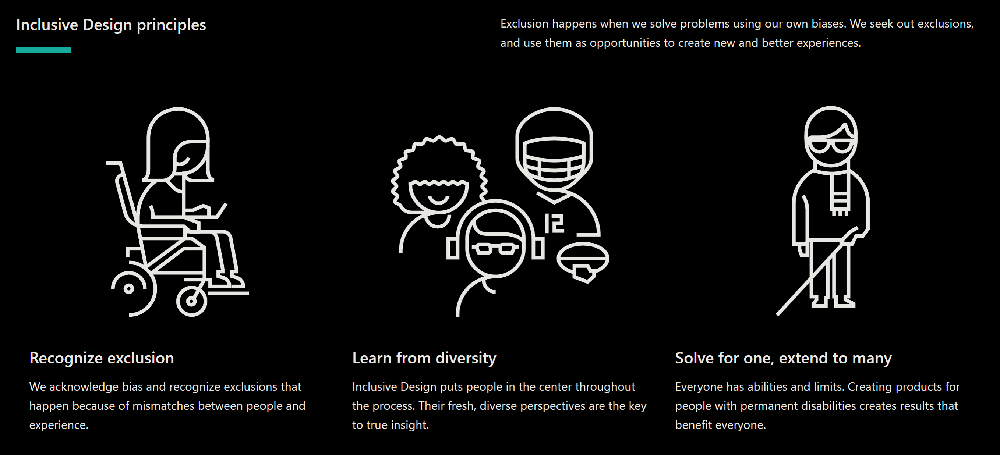 Inclusive Design principles
Exclusion happens when we solve problems using our own biases. We seek out exclusions,
and use them as opportunities to create new and better experiences.
12
Recognize exclusion
We acknowledge bias and recognize exclusions that
happen because of mismatches between people and
experience.
Learn from diversity
Inclusive Design puts people in the center throughout
the process. Their fresh, diverse perspectives are the key
to true insight.
Solve for one, extend to many
Everyone has abilities and limits. Creating products for
people with permanent disabilities creates results that
benefit everyone.